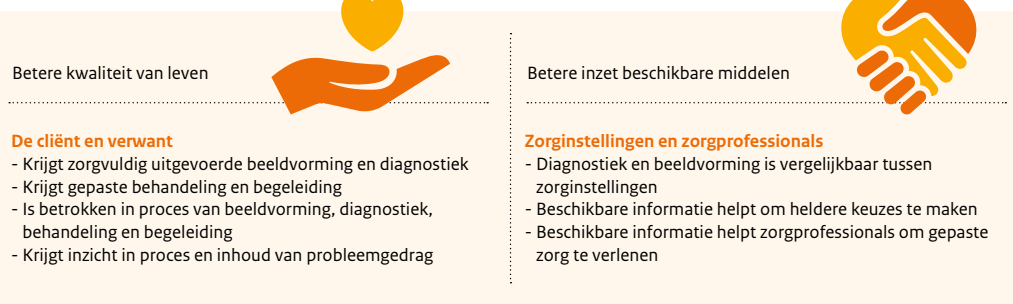 Betere kwaliteit van leven
De cliënt en verwant
- Krijgt zorgvuldig uitgevoerde beeldvorming en diagnostiek
- Krijgt gepaste behandeling en begeleiding
- Is betrokken in proces van beeldvorming, diagnostiek,
behandeling en begeleiding
- Krijgt inzicht in proces en inhoud van probleemgedrag
Betere inzet beschikbare middelen
Zorginstellingen en zorgprofessionals
- Diagnostiek en beeldvorming is vergelijkbaar tussen
zorginstellingen
- Beschikbare informatie helpt om heldere keuzes te maken
- Beschikbare informatie helpt zorgprofessionals om gepaste
zorg te verlenen